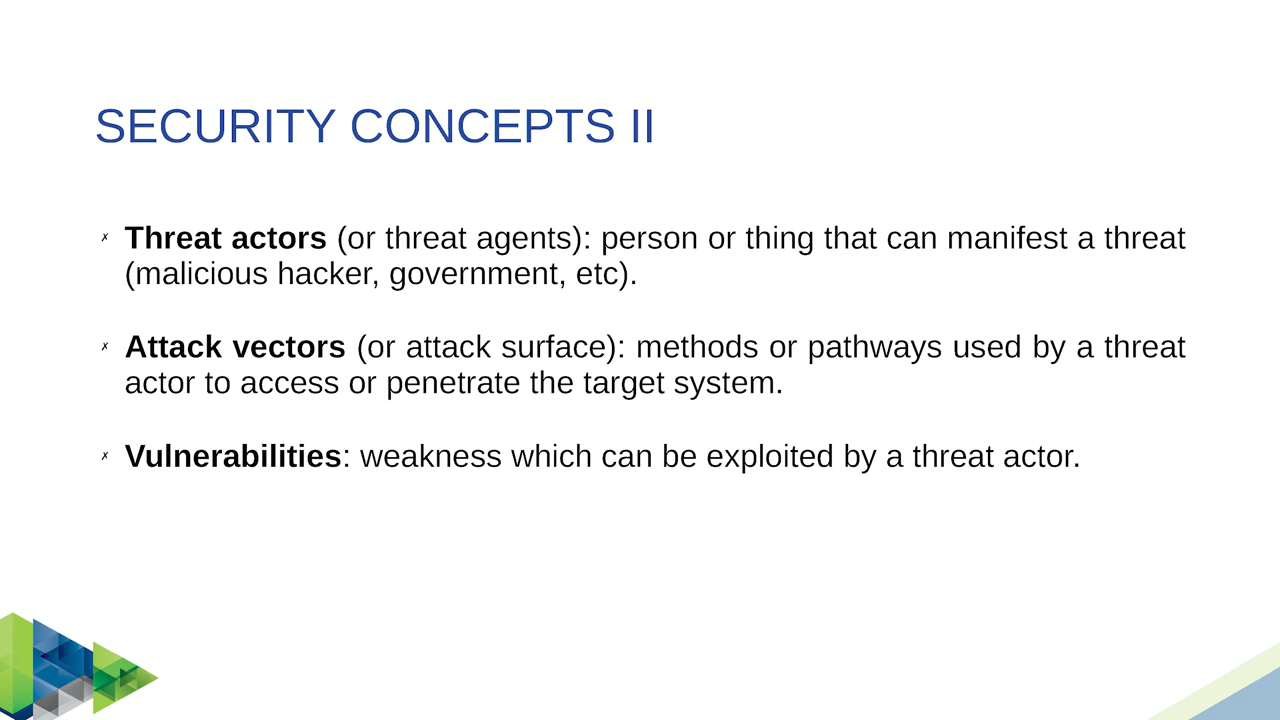 SECURITY CONCEPTS II
✗ Threat actors (or threat agents): person or thing that can manifest a threat
(malicious hacker, government, etc).
✗ Attack vectors (or attack surface): methods or pathways used by a threat
actor to access or penetrate the target system.
✗ Vulnerabilities: weakness which can be exploited by a threat actor.